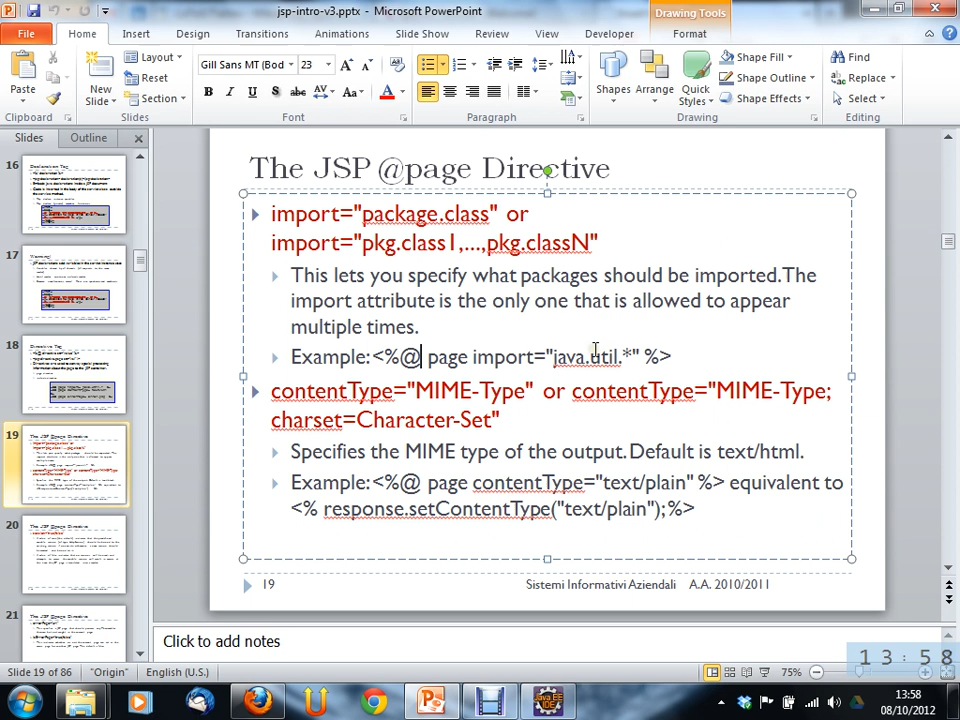 jsp-intro-v3.pptx - Microsoft PowerPoint
Drawing Tools
File Home Insert Design Transitions Animations Slide Show Review View Developer Format
Paste
Clipboard
New
Slide
Layout
Reset
Section
Slides
Gill Sans MT (Bod 23
B I U S abc AV Aa A
Font
Paragraph
Shapes Arrange Quick
Styles
Shape Fill
Shape Outline
Shape Effects
Drawing
Find
Replace
Select
Editing
Slides Outline
16
17
18
19
20
21
The JSP @page Directive
import="package.class" or
import="pkg.class1,...,pkg.classN"
This lets you specify what packages should be imported. The
import attribute is the only one that is allowed to appear
multiple times.
Example: <%@ page import="java.util.*" %>
contentType="MIME-Type" or contentType="MIME-Type;
charset=Character-Set"
Specifies the MIME type of the output. Default is text/html.
Example: <%@ page contentType="text/plain" %> equivalent to
<% response.setContentType("text/plain"); %>
19 Sistemi Informativi Aziendali A.A. 2010/2011
Click to add notes
13:58
Slide 19 of 86 "Origin" English (U.S.) 75%
13:58
08/10/2012